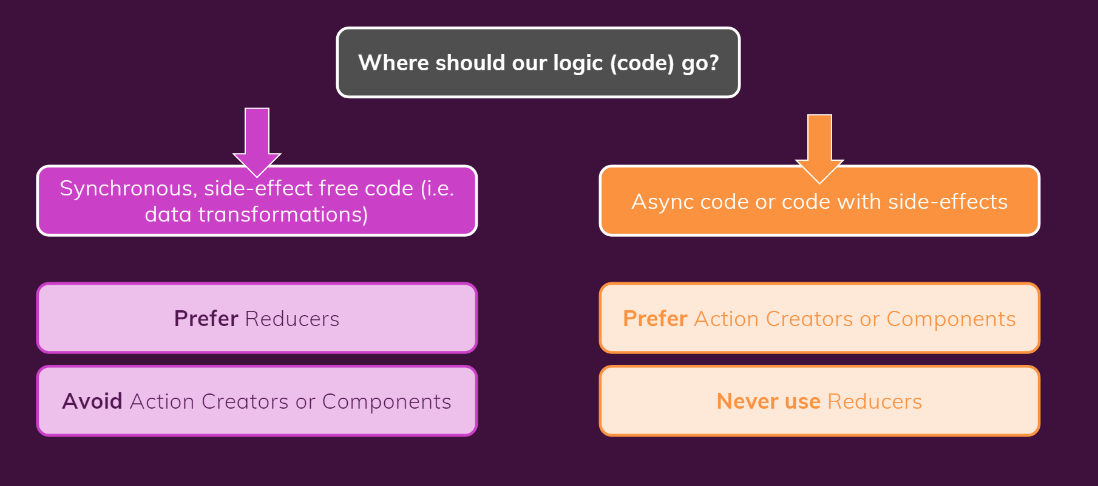 Where should our logic (code) go?
Synchronous, side-effect free code (i.e.
data transformations)
Prefer Reducers
Avoid Action Creators or Components
Async code or code with side-effects
Prefer Action Creators or Components
Never use Reducers